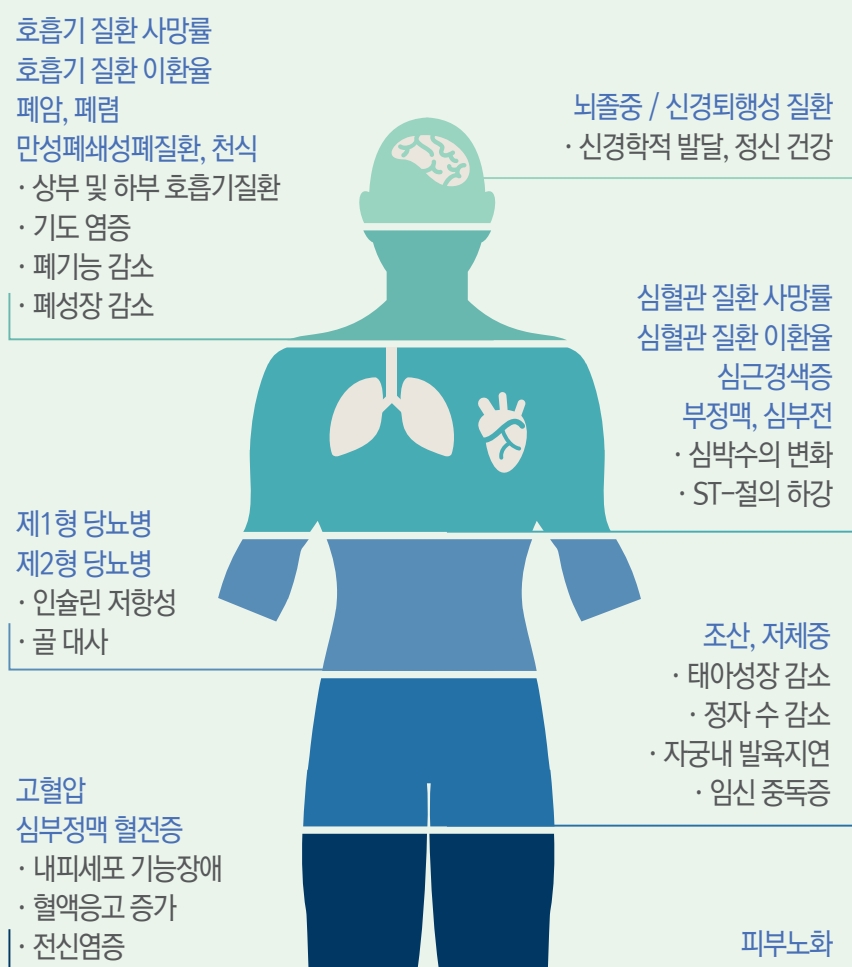 호흡기 질환 사망률
호흡기 질환 이환율
폐암, 폐렴
만성폐쇄성폐질환, 천식
· 상부 및 하부 호흡기질환
· 기도 염증
· 폐기능 감소
· 폐성장 감소
뇌졸중 / 신경퇴행성 질환
· 신경학적 발달, 정신 건강
심혈관 질환 사망률
심혈관 질환 이환율
심근경색증
부정맥, 심부전
· 심박수의 변화
· ST-절의 하강
제1형 당뇨병
제2형 당뇨병
· 인슐린 저항성
· 골 대사
조산, 저체중
· 태아성장 감소
· 정자 수 감소
· 자궁내 발육지연
· 임신 중독증
고혈압
심부정맥 혈전증
· 내피세포 기능장애
· 혈액응고 증가
· 전신염증
피부노화